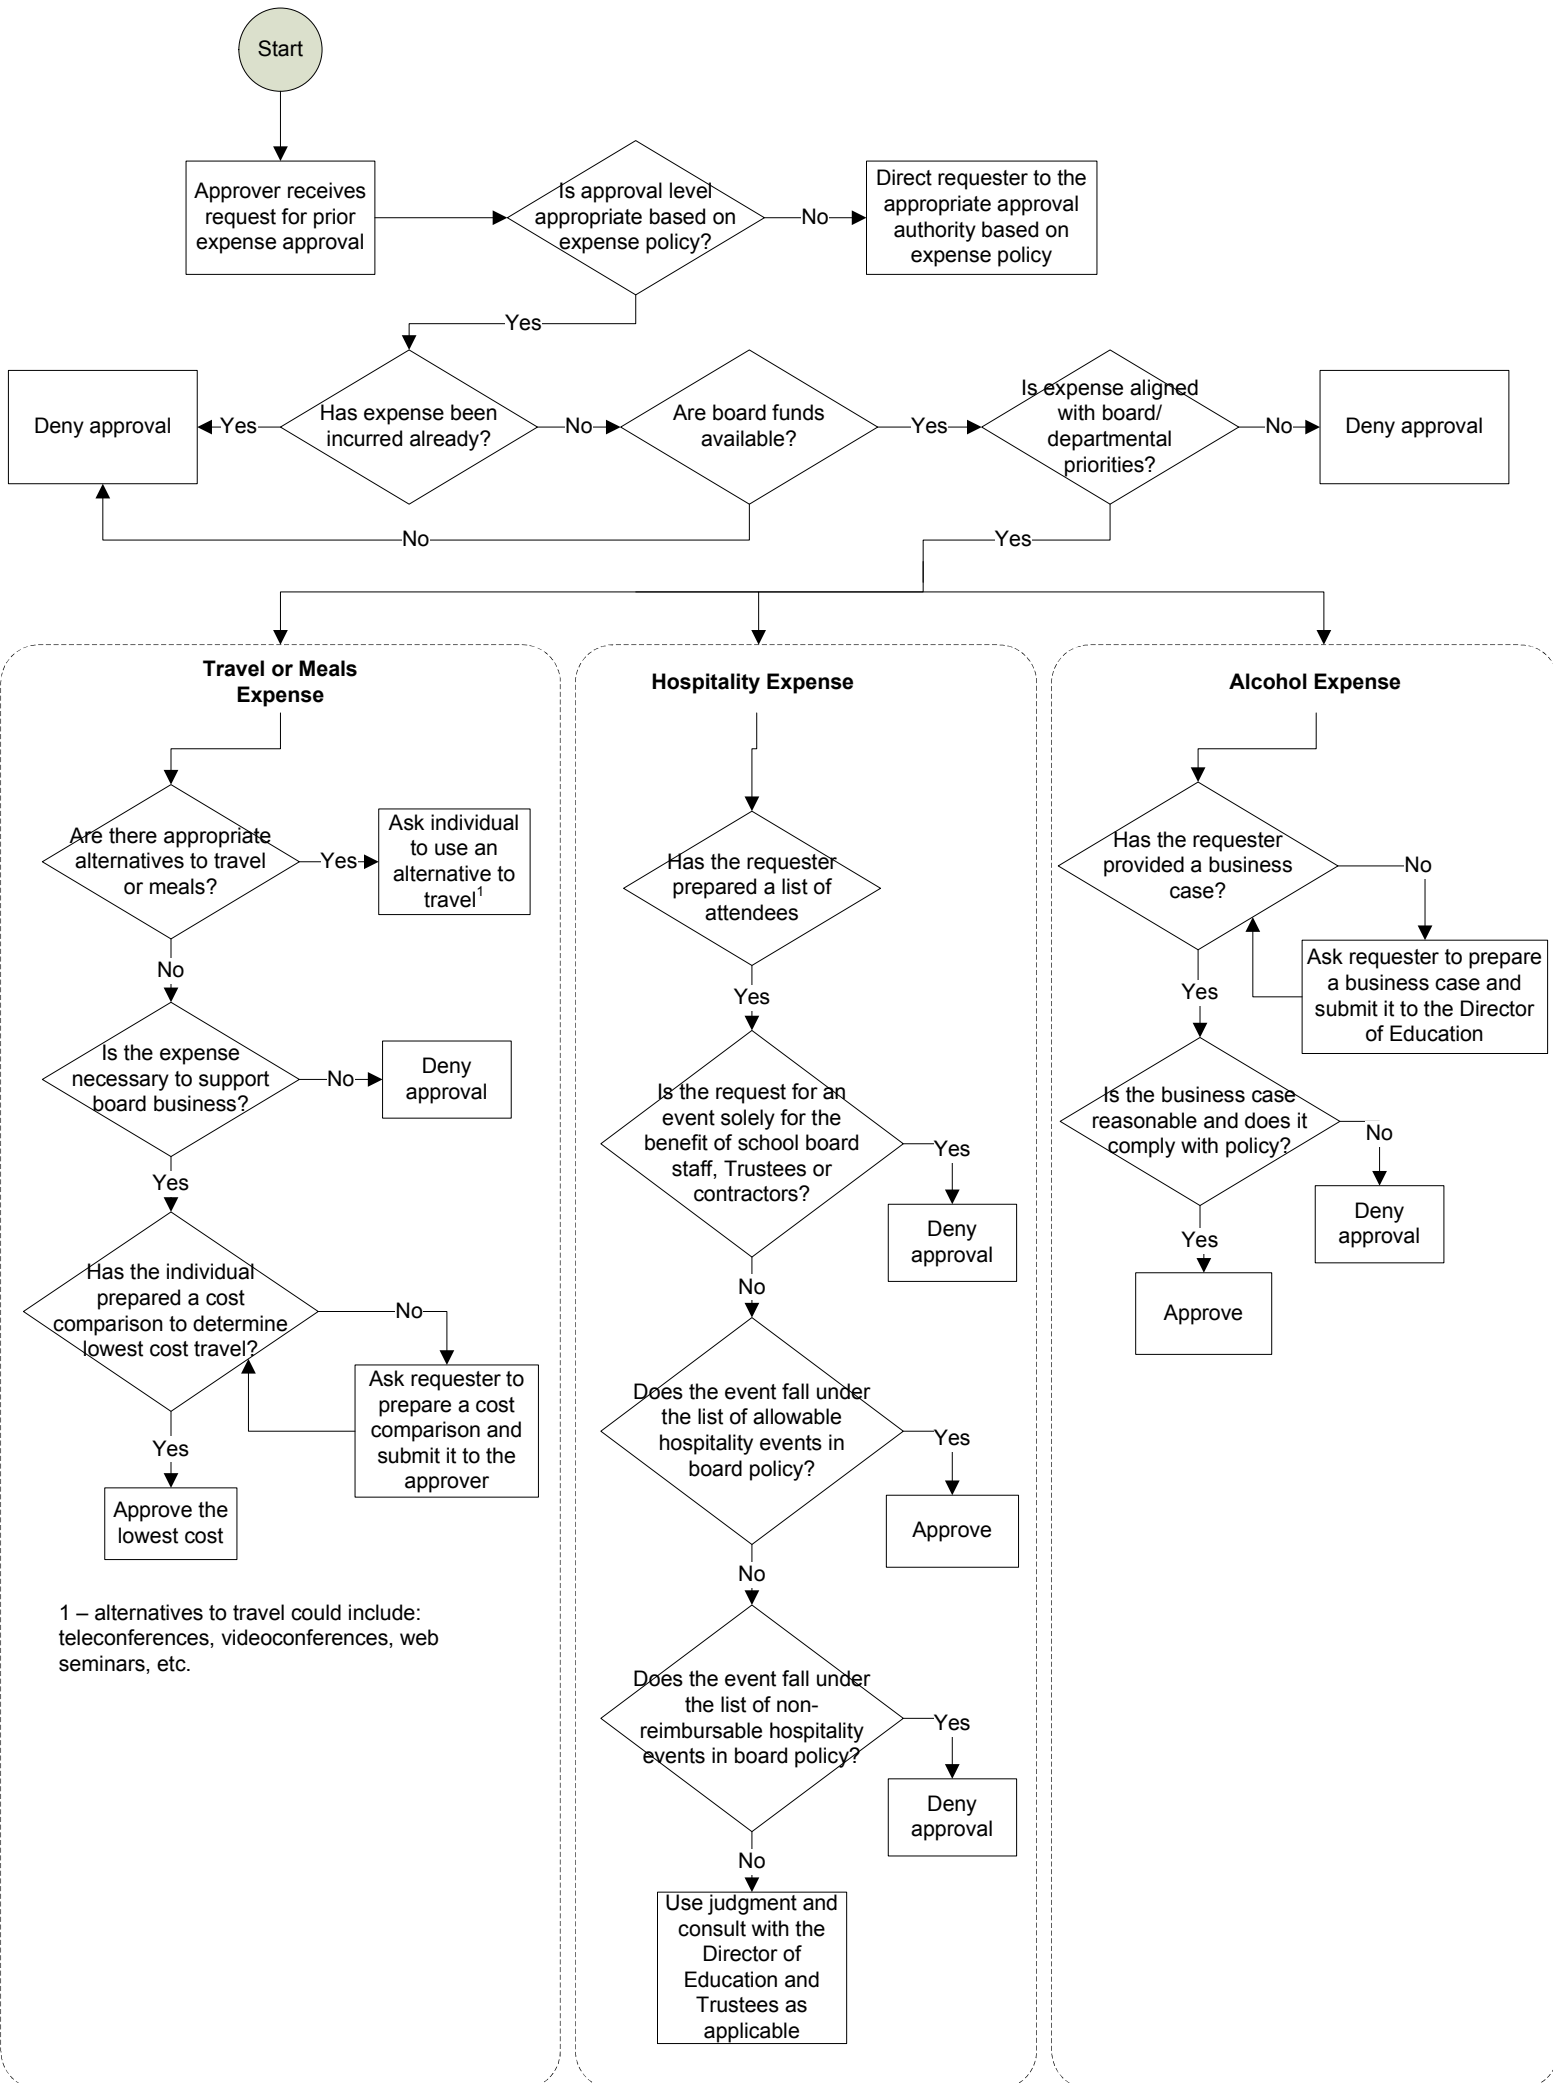 Start
Approver receives
request for prior
expense approval
Is approval level
appropriate based on
expense policy?
No
Direct requester to the
appropriate approval
authority based on
expense policy
Yes
Deny approval
Yes
Has expense been
incurred already?
No
Are board funds
available?
Yes
Is expense aligned
with board/
departmental
priorities?
No
Deny approval
No
Yes
Travel or Meals
Expense
Are there appropriate
alternatives to travel
or meals?
Yes
Ask individual
to use an
alternative to
travel1
No
Is the expense
necessary to support
board business?
No
Deny
approval
Yes
Has the individual
prepared a cost
comparison to determine
lowest cost travel?
No
Ask requester to
prepare a cost
comparison and
submit it to the
approver
Yes
Approve the
lowest cost
1 – alternatives to travel could include:
teleconferences, videoconferences, web
seminars, etc.
Hospitality Expense
Has the requester
prepared a list of
attendees
Yes
Is the request for an
event solely for the
benefit of school board
staff, Trustees or
contractors?
Yes
Deny
approval
No
Does the event fall under
the list of allowable
hospitality events in
board policy?
Yes
Approve
No
Does the event fall under
the list of non-
reimbursable hospitality
events in board policy?
Yes
Deny
approval
No
Use judgment and
consult with the
Director of
Education and
Trustees as
applicable
Alcohol Expense
Has the requester
provided a business
case?
No
Ask requester to prepare
a business case and
submit it to the Director
of Education
Yes
Is the business case
reasonable and does it
comply with policy?
No
Deny
approval
Yes
Approve